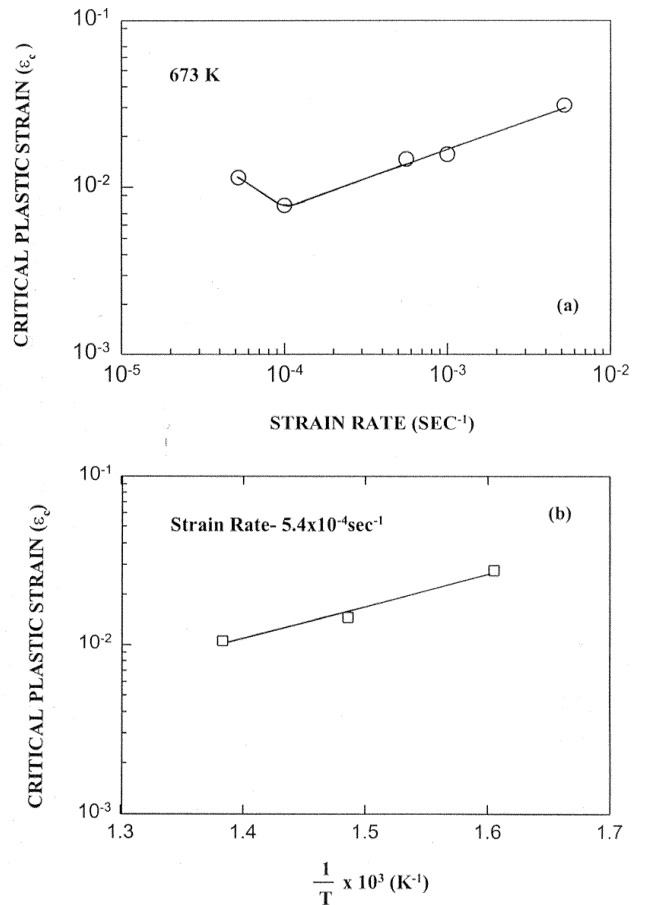 10⁻¹
673 K
CRITICAL PLASTIC STRAIN (εc)
10⁻²
(a)
10⁻³
10⁻⁵ 10⁻⁴ 10⁻³ 10⁻²
STRAIN RATE (SEC⁻¹)
10⁻¹
Strain Rate- 5.4x10⁻⁴sec⁻¹
(b)
CRITICAL PLASTIC STRAIN (εc)
10⁻²
10⁻³
1.3 1.4 1.5 1.6 1.7
1
T
x 10³ (K⁻¹)